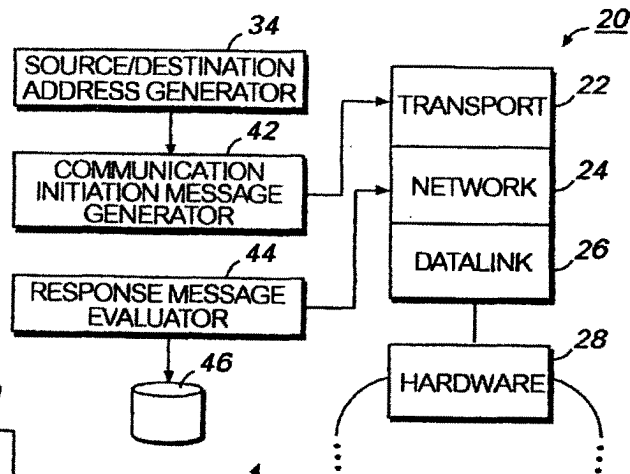 34
20
SOURCE/DESTINATION
ADDRESS GENERATOR
TRANSPORT
22
42
COMMUNICATION
INITIATION MESSAGE
GENERATOR
NETWORK
24
44
RESPONSE MESSAGE
EVALUATOR
DATALINK
26
46
28
HARDWARE